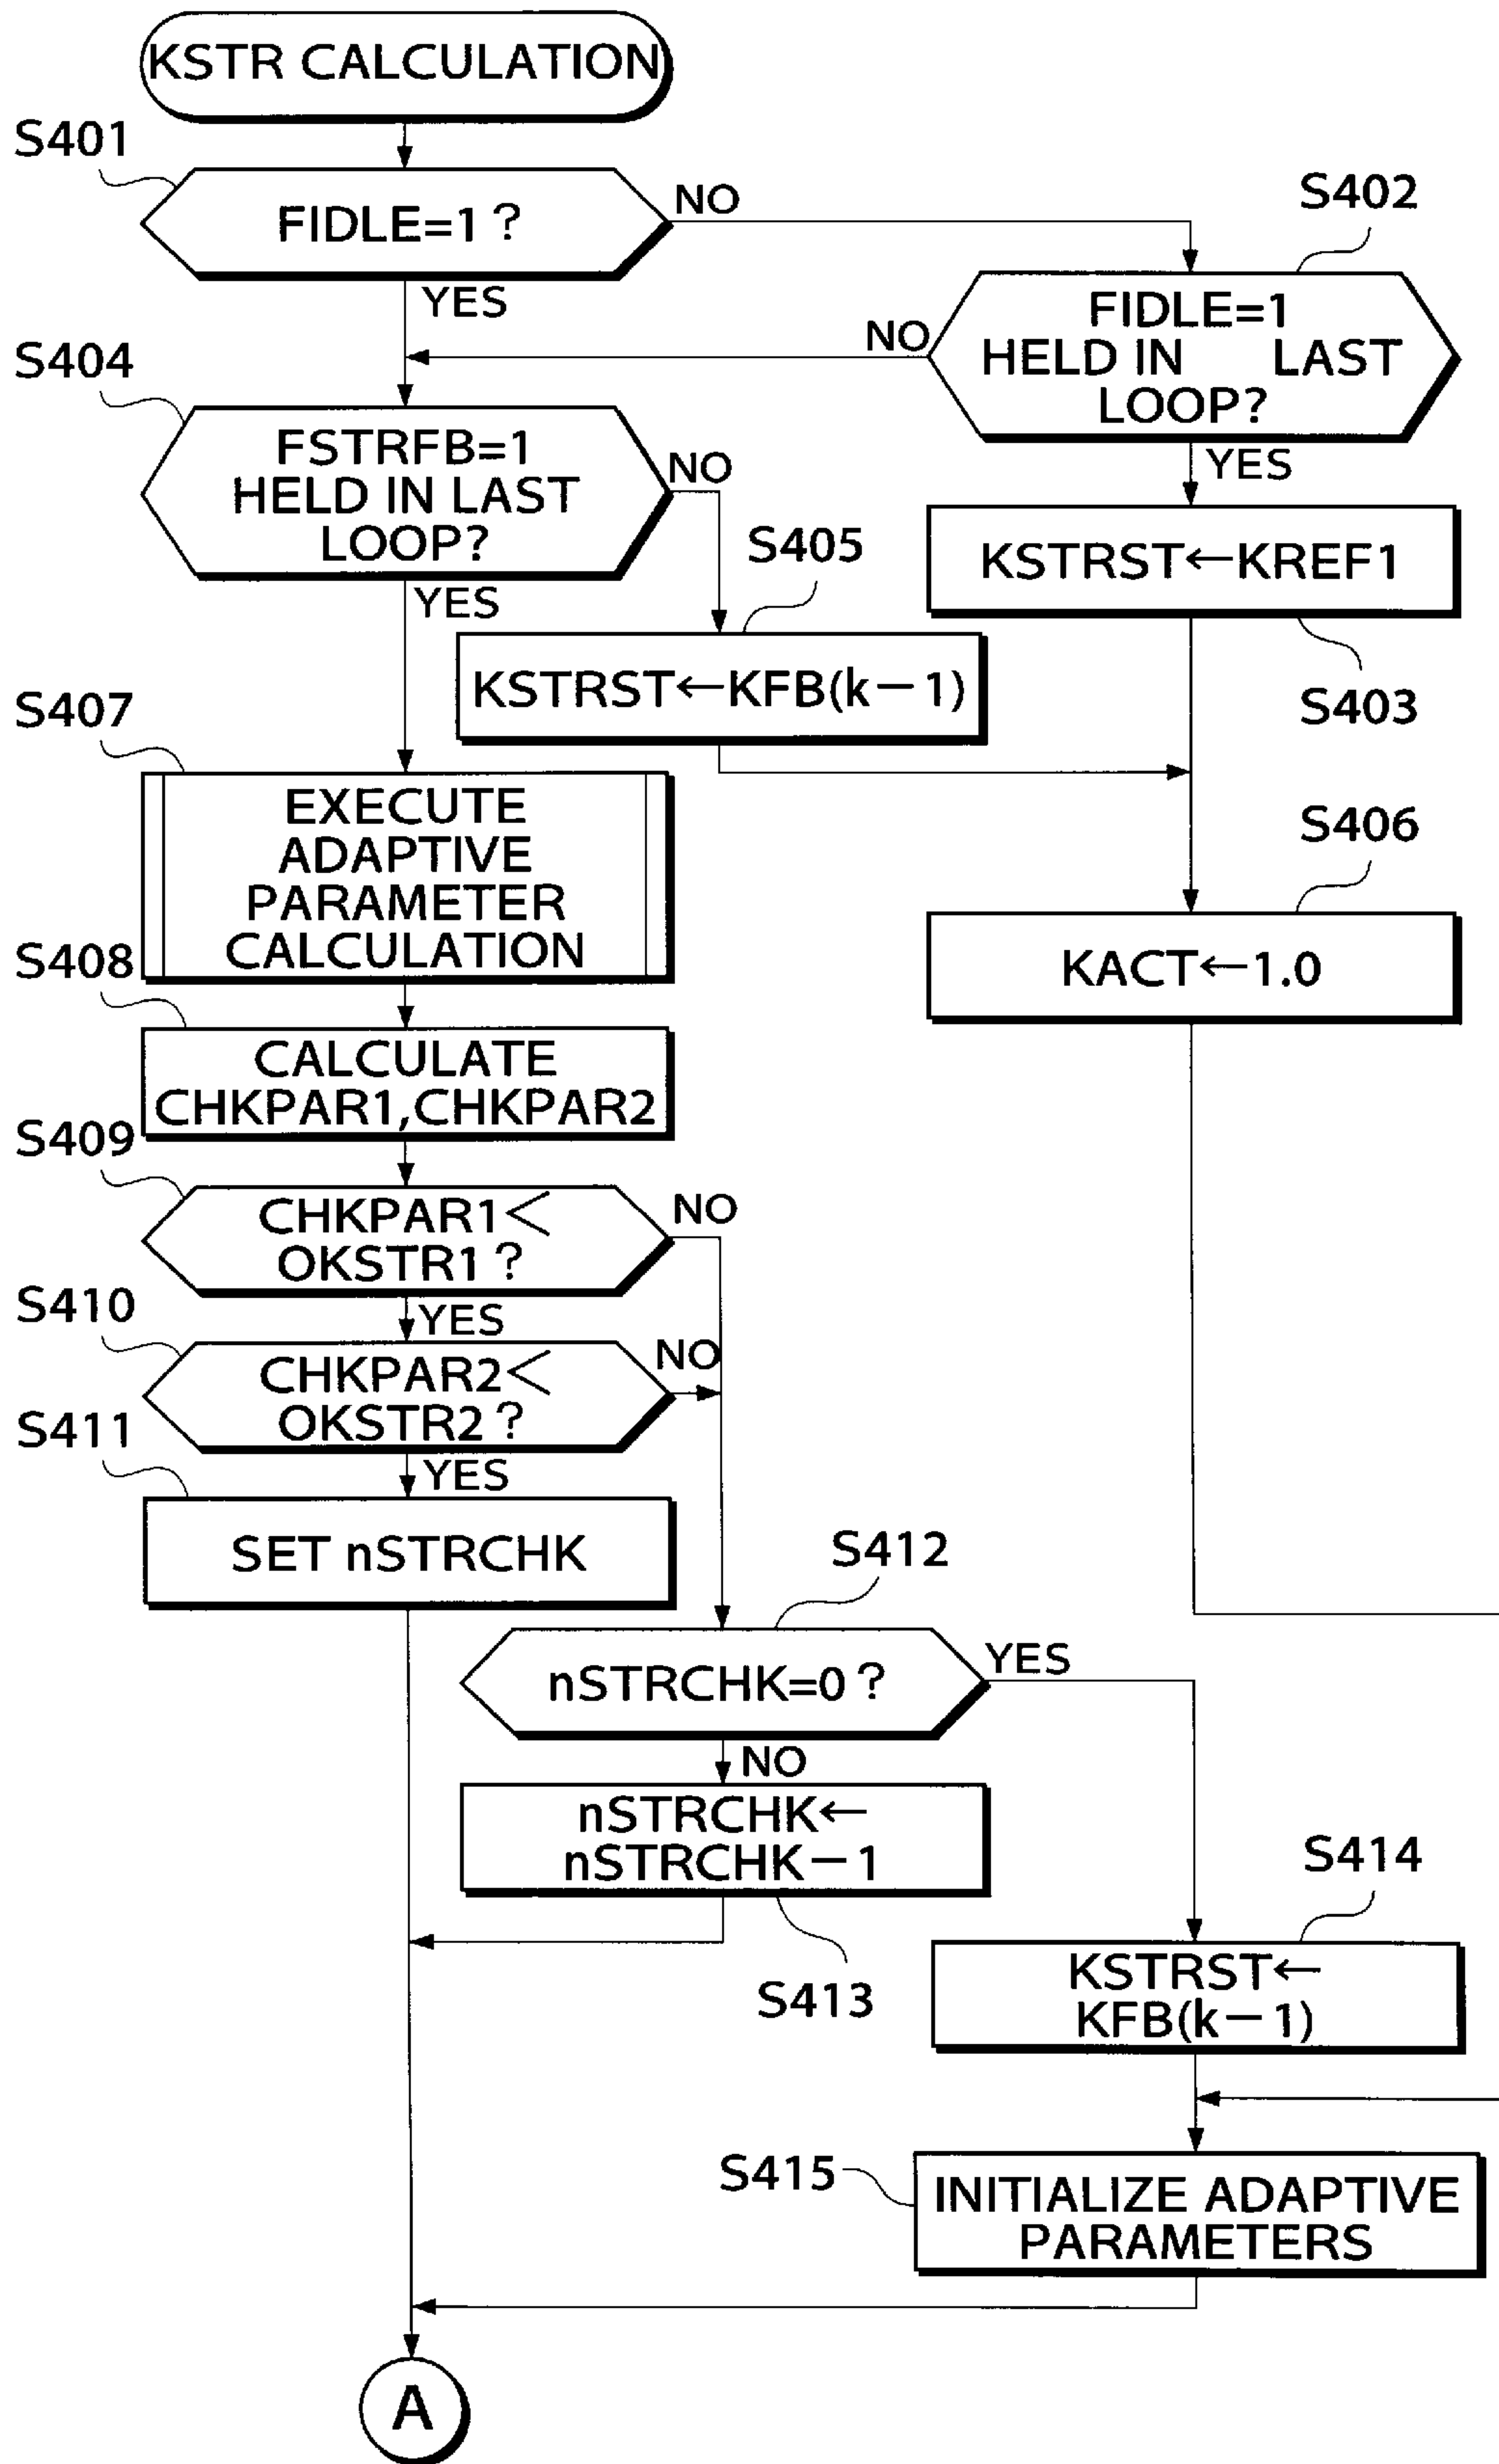 KSTR CALCULATION
S401
FIDLE=1?
NO
YES
S402
FIDLE=1
HELD IN LAST
LOOP?
NO
YES
S404
FSTRFB=1
HELD IN LAST
LOOP?
NO
YES
KSTRST←KREF1
S403
S405
KSTRST←KFB(k-1)
S407
EXECUTE
ADAPTIVE
PARAMETER
CALCULATION
S406
KACT←1.0
S408
CALCULATE
CHKPAR1,CHKPAR2
S409
CHKPAR1<
OKSTR1?
NO
YES
S410
CHKPAR2<
OKSTR2?
NO
YES
S411
SET nSTRCHK
S412
nSTRCHK=0?
YES
NO
nSTRCHK←
nSTRCHK-1
S413
S414
KSTRST←
KFB(k-1)
S415
INITIALIZE ADAPTIVE
PARAMETERS
A